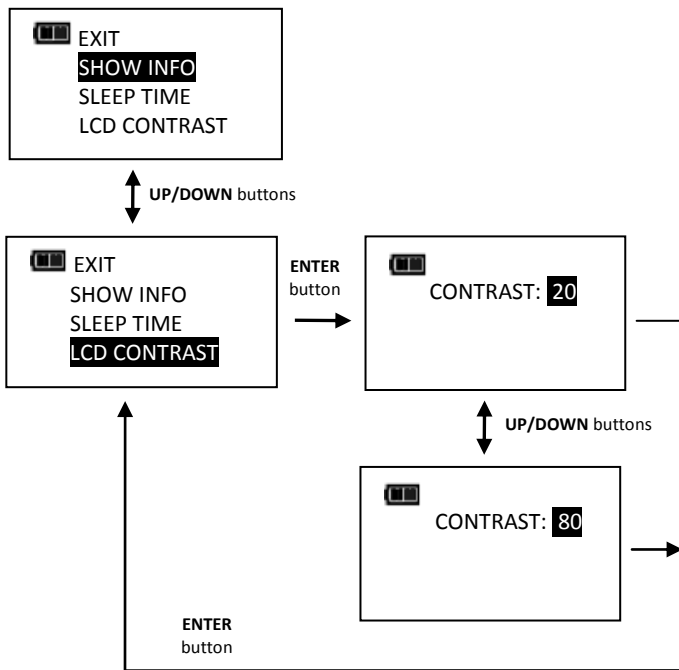 EXIT
SHOW INFO
SLEEP TIME
LCD CONTRAST
UP/DOWN buttons
EXIT
SHOW INFO
SLEEP TIME
LCD CONTRAST
ENTER
button
CONTRAST: 20
UP/DOWN buttons
CONTRAST: 80
ENTER
button